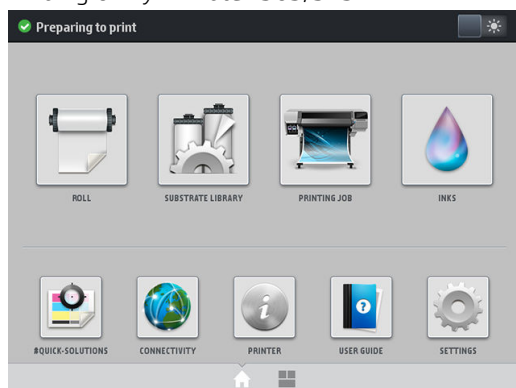 Preparing to print
ROLL
SUBSTRATE LIBRARY
PRINTING JOB
INKS
#QUICK-SOLUTIONS
CONNECTIVITY
PRINTER
USER GUIDE
SETTINGS